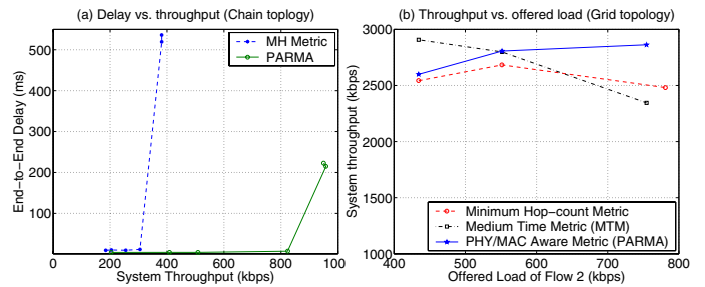 (a) Delay vs. throughput (Chain toplogy)
500
400
300
200
100
0
200
400
600
800
1000
End-to-End Delay (ms)
System Throughput (kbps)
MH Metric
PARMA
(b) Throughput vs. offered load (Grid topology)
3000
2500
2000
1500
1000
400
500
600
700
800
System throughput (kbps)
Offered Load of Flow 2 (kbps)
Minimum Hop-count Metric
Medium Time Metric (MTM)
PHY/MAC Aware Metric (PARMA)